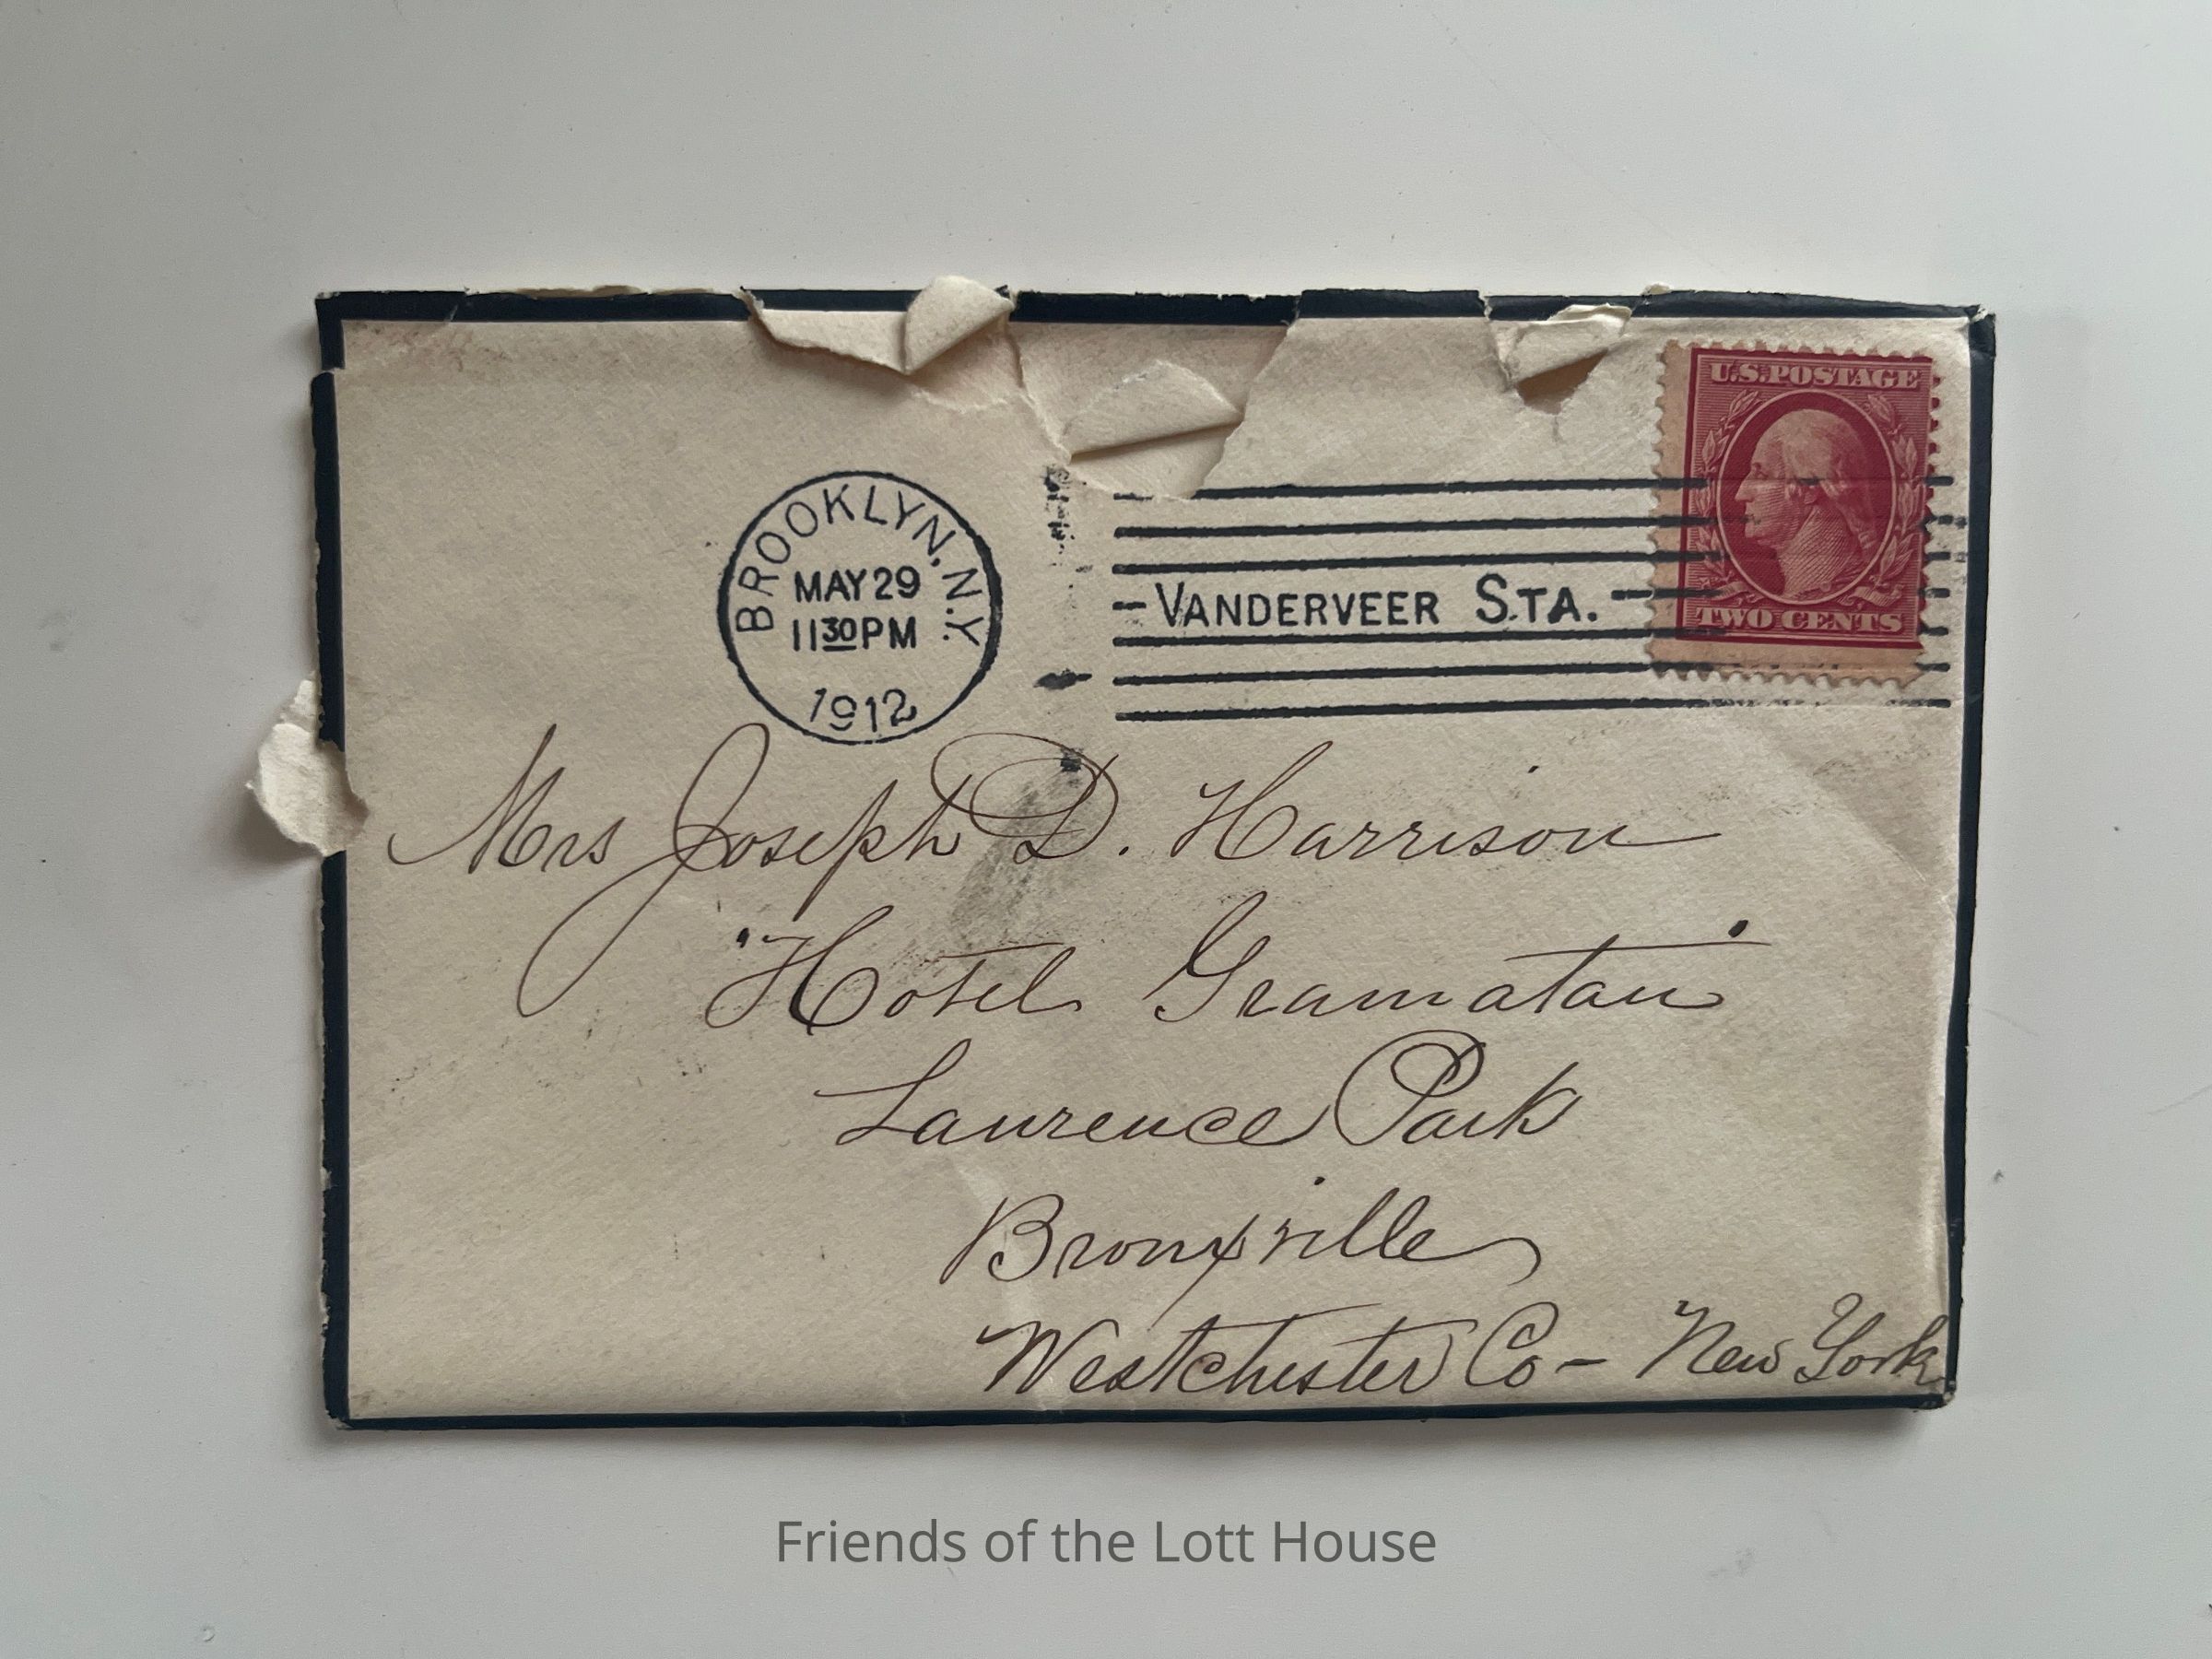 U.S. POSTAGE
TWO CENTS
BROOKLYN, N.Y.
MAY 29
11 30 PM
1912
VANDERVEER STA.
Mrs Joseph D. Harrison
"Hotel Gramatan"
Lawrence Park
Bronxville
Westchester Co - New York
Friends of the Lott House